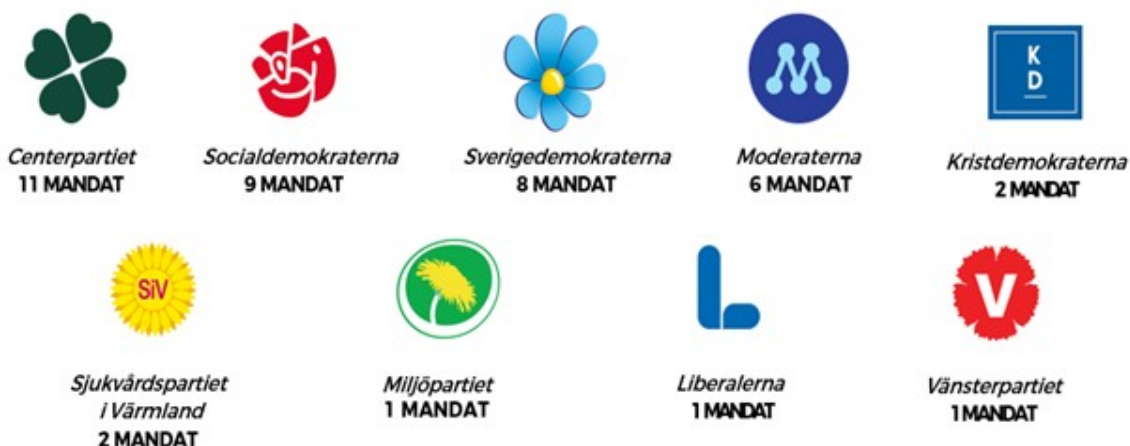 K
D
Centerpartiet
11 MANDAT
Socialdemokraterna
9 MANDAT
Sverigedemokraterna
8 MANDAT
Moderaterna
6 MANDAT
Kristdemokraterna
2 MANDAT
SiV
V
Sjukvårdspartiet
i Värmland
2 MANDAT
Miljöpartiet
1 MANDAT
Liberalerna
1 MANDAT
Vänsterpartiet
1 MANDAT